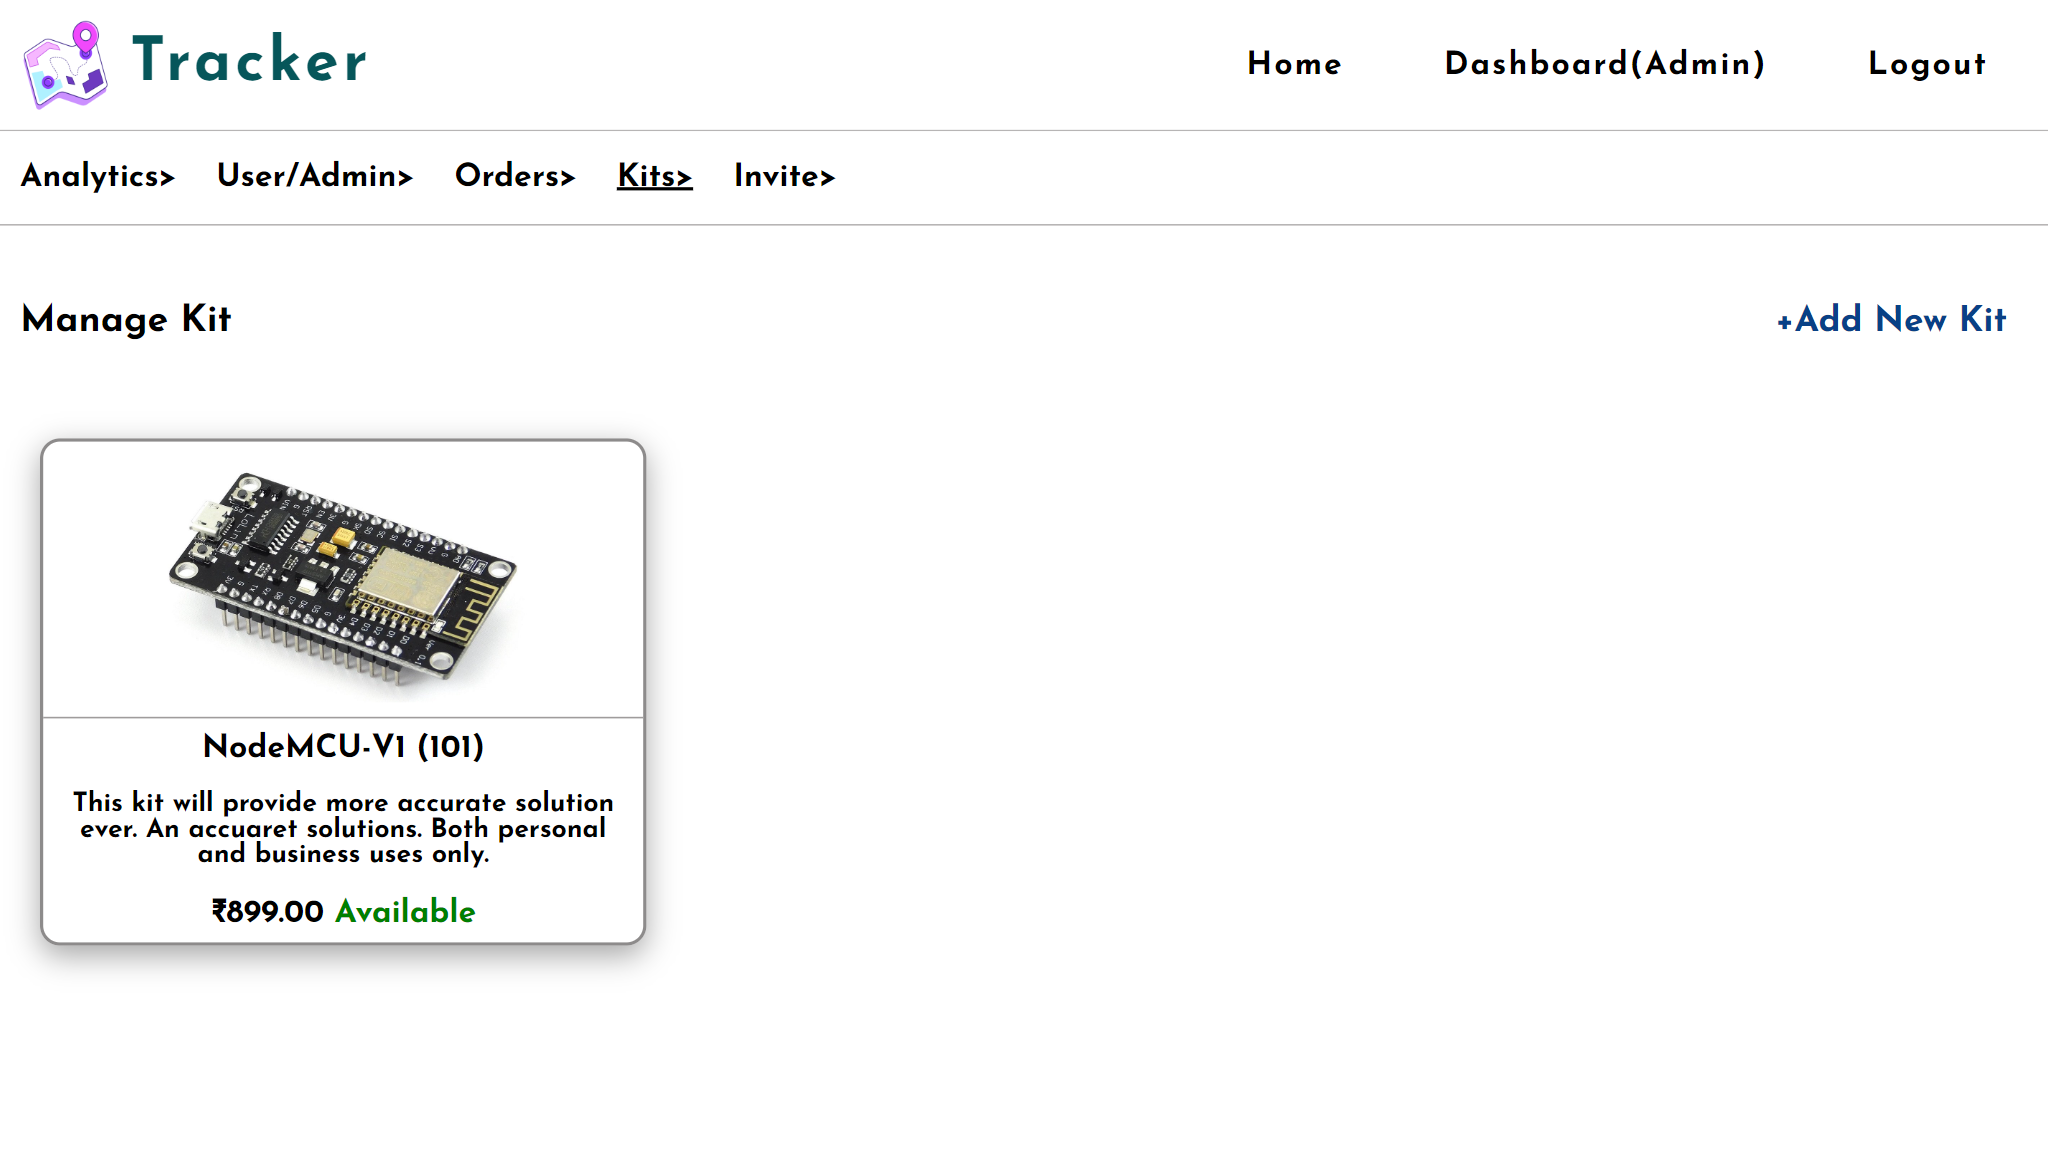 Tracker
Home Dashboard(Admin) Logout
Analytics> User/Admin> Orders> Kits> Invite>
Manage Kit
+Add New Kit
NodeMCU-V1 (101)
This kit will provide more accurate solution
ever. An accuaret solutions. Both personal
and business uses only.
₹899.00 Available